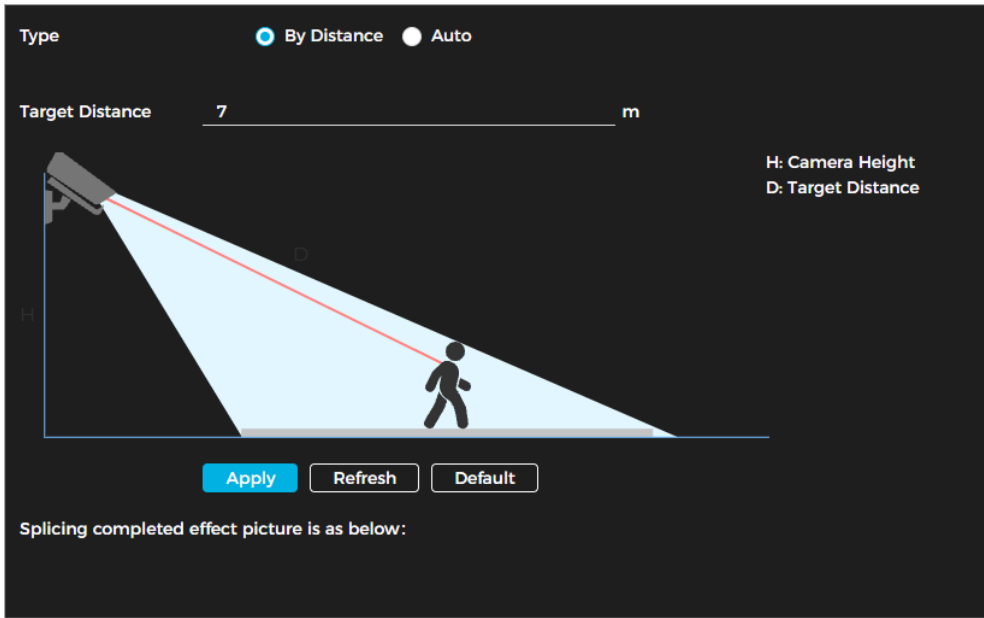 Type By Distance Auto
Target Distance 7 m
H: Camera Height
D: Target Distance
D
H
Apply Refresh Default
Splicing completed effect picture is as below: